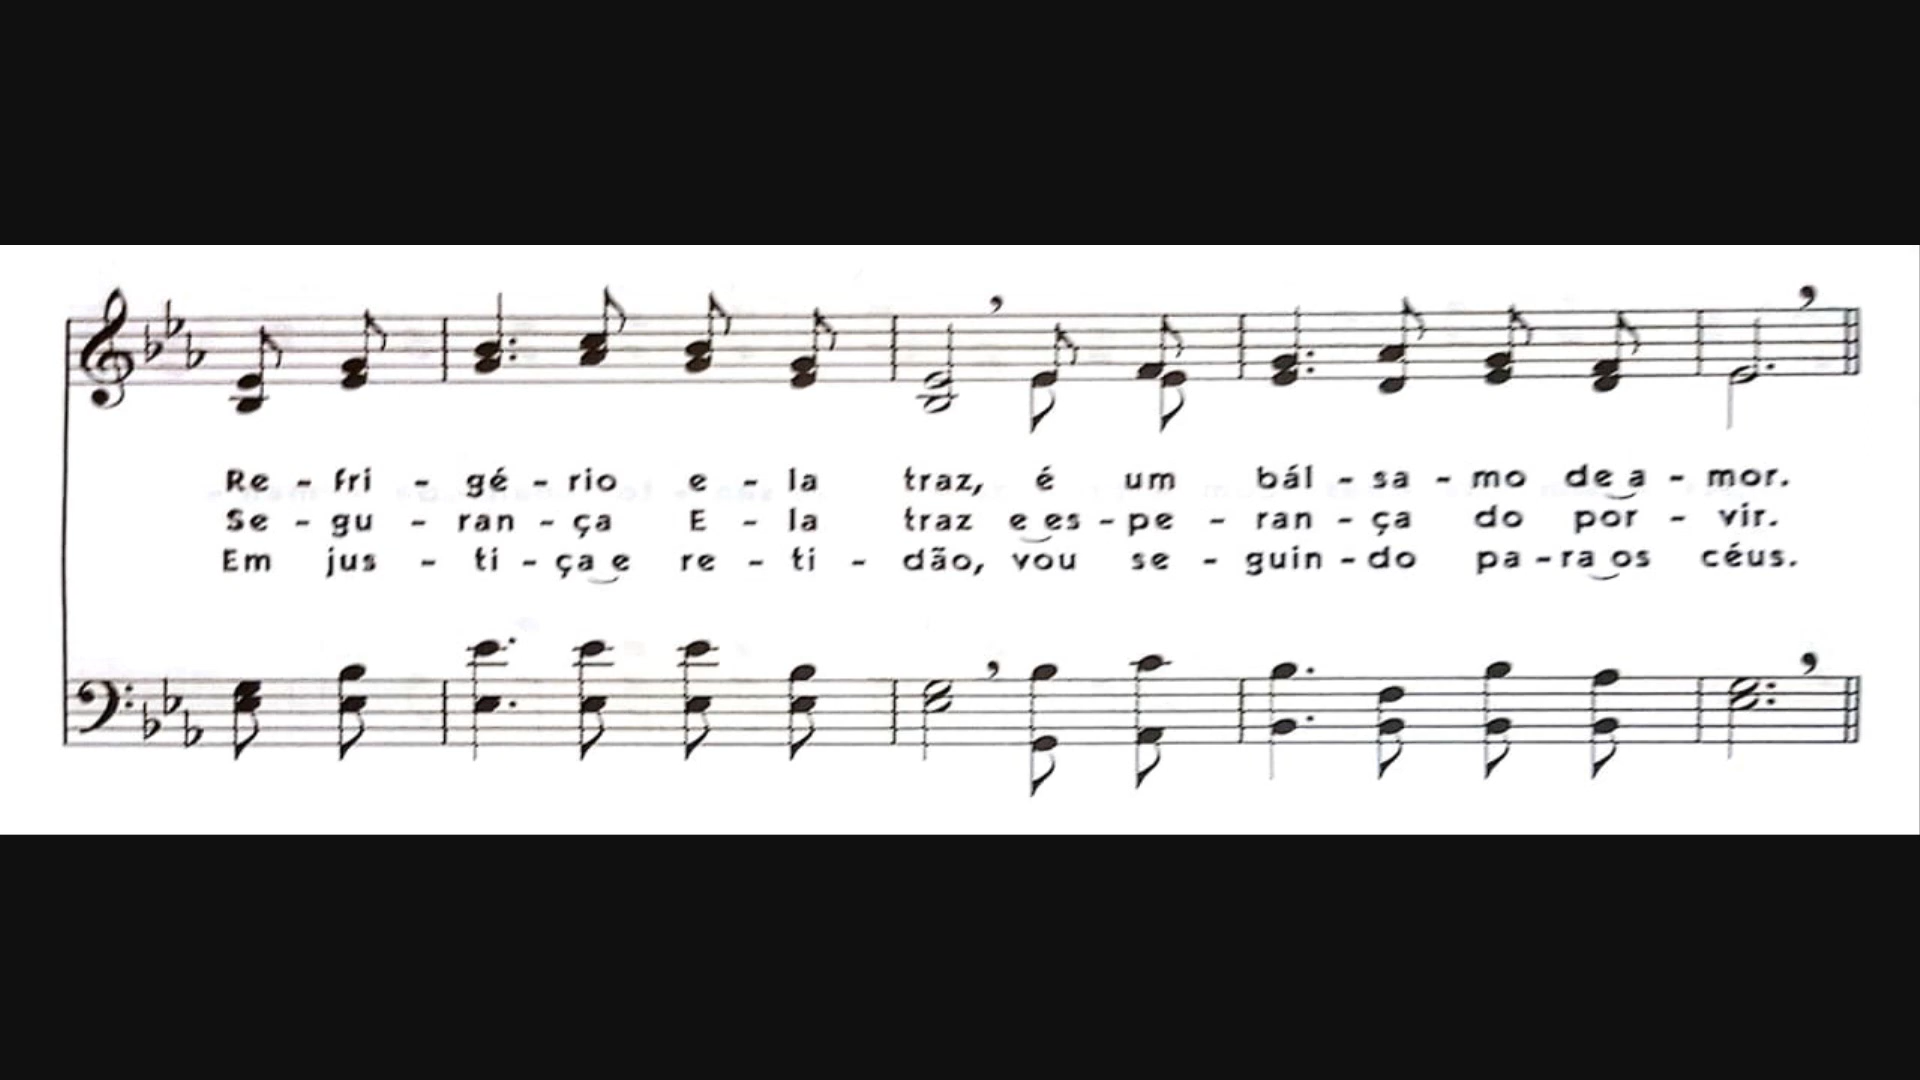 Re - fri - gé - rio e - la traz, é um bál - sa - mo de a - mor.
Se - gu - ran - ça E - la traz e es - pe - ran - ça do por - vir.
Em jus - ti - ça e re - ti - dão, vou se - guin - do pa - ra os céus.